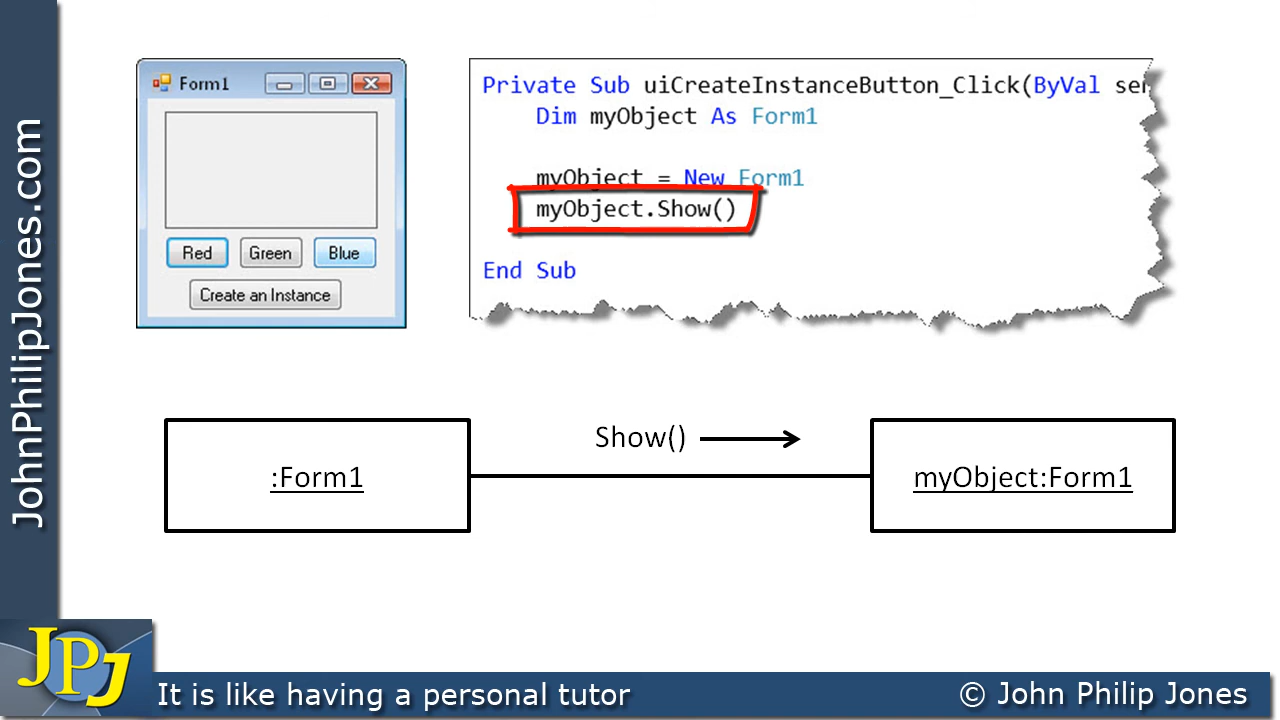 JohnPhilipJones.com
Form1
Red Green Blue
Create an Instance
Private Sub uiCreateInstanceButton_Click(ByVal
Dim myObject As Form1
myObject = New Form1
myObject.Show()
End Sub
Show()
:Form1
myObject:Form1
JPJ
It is like having a personal tutor
© John Philip Jones